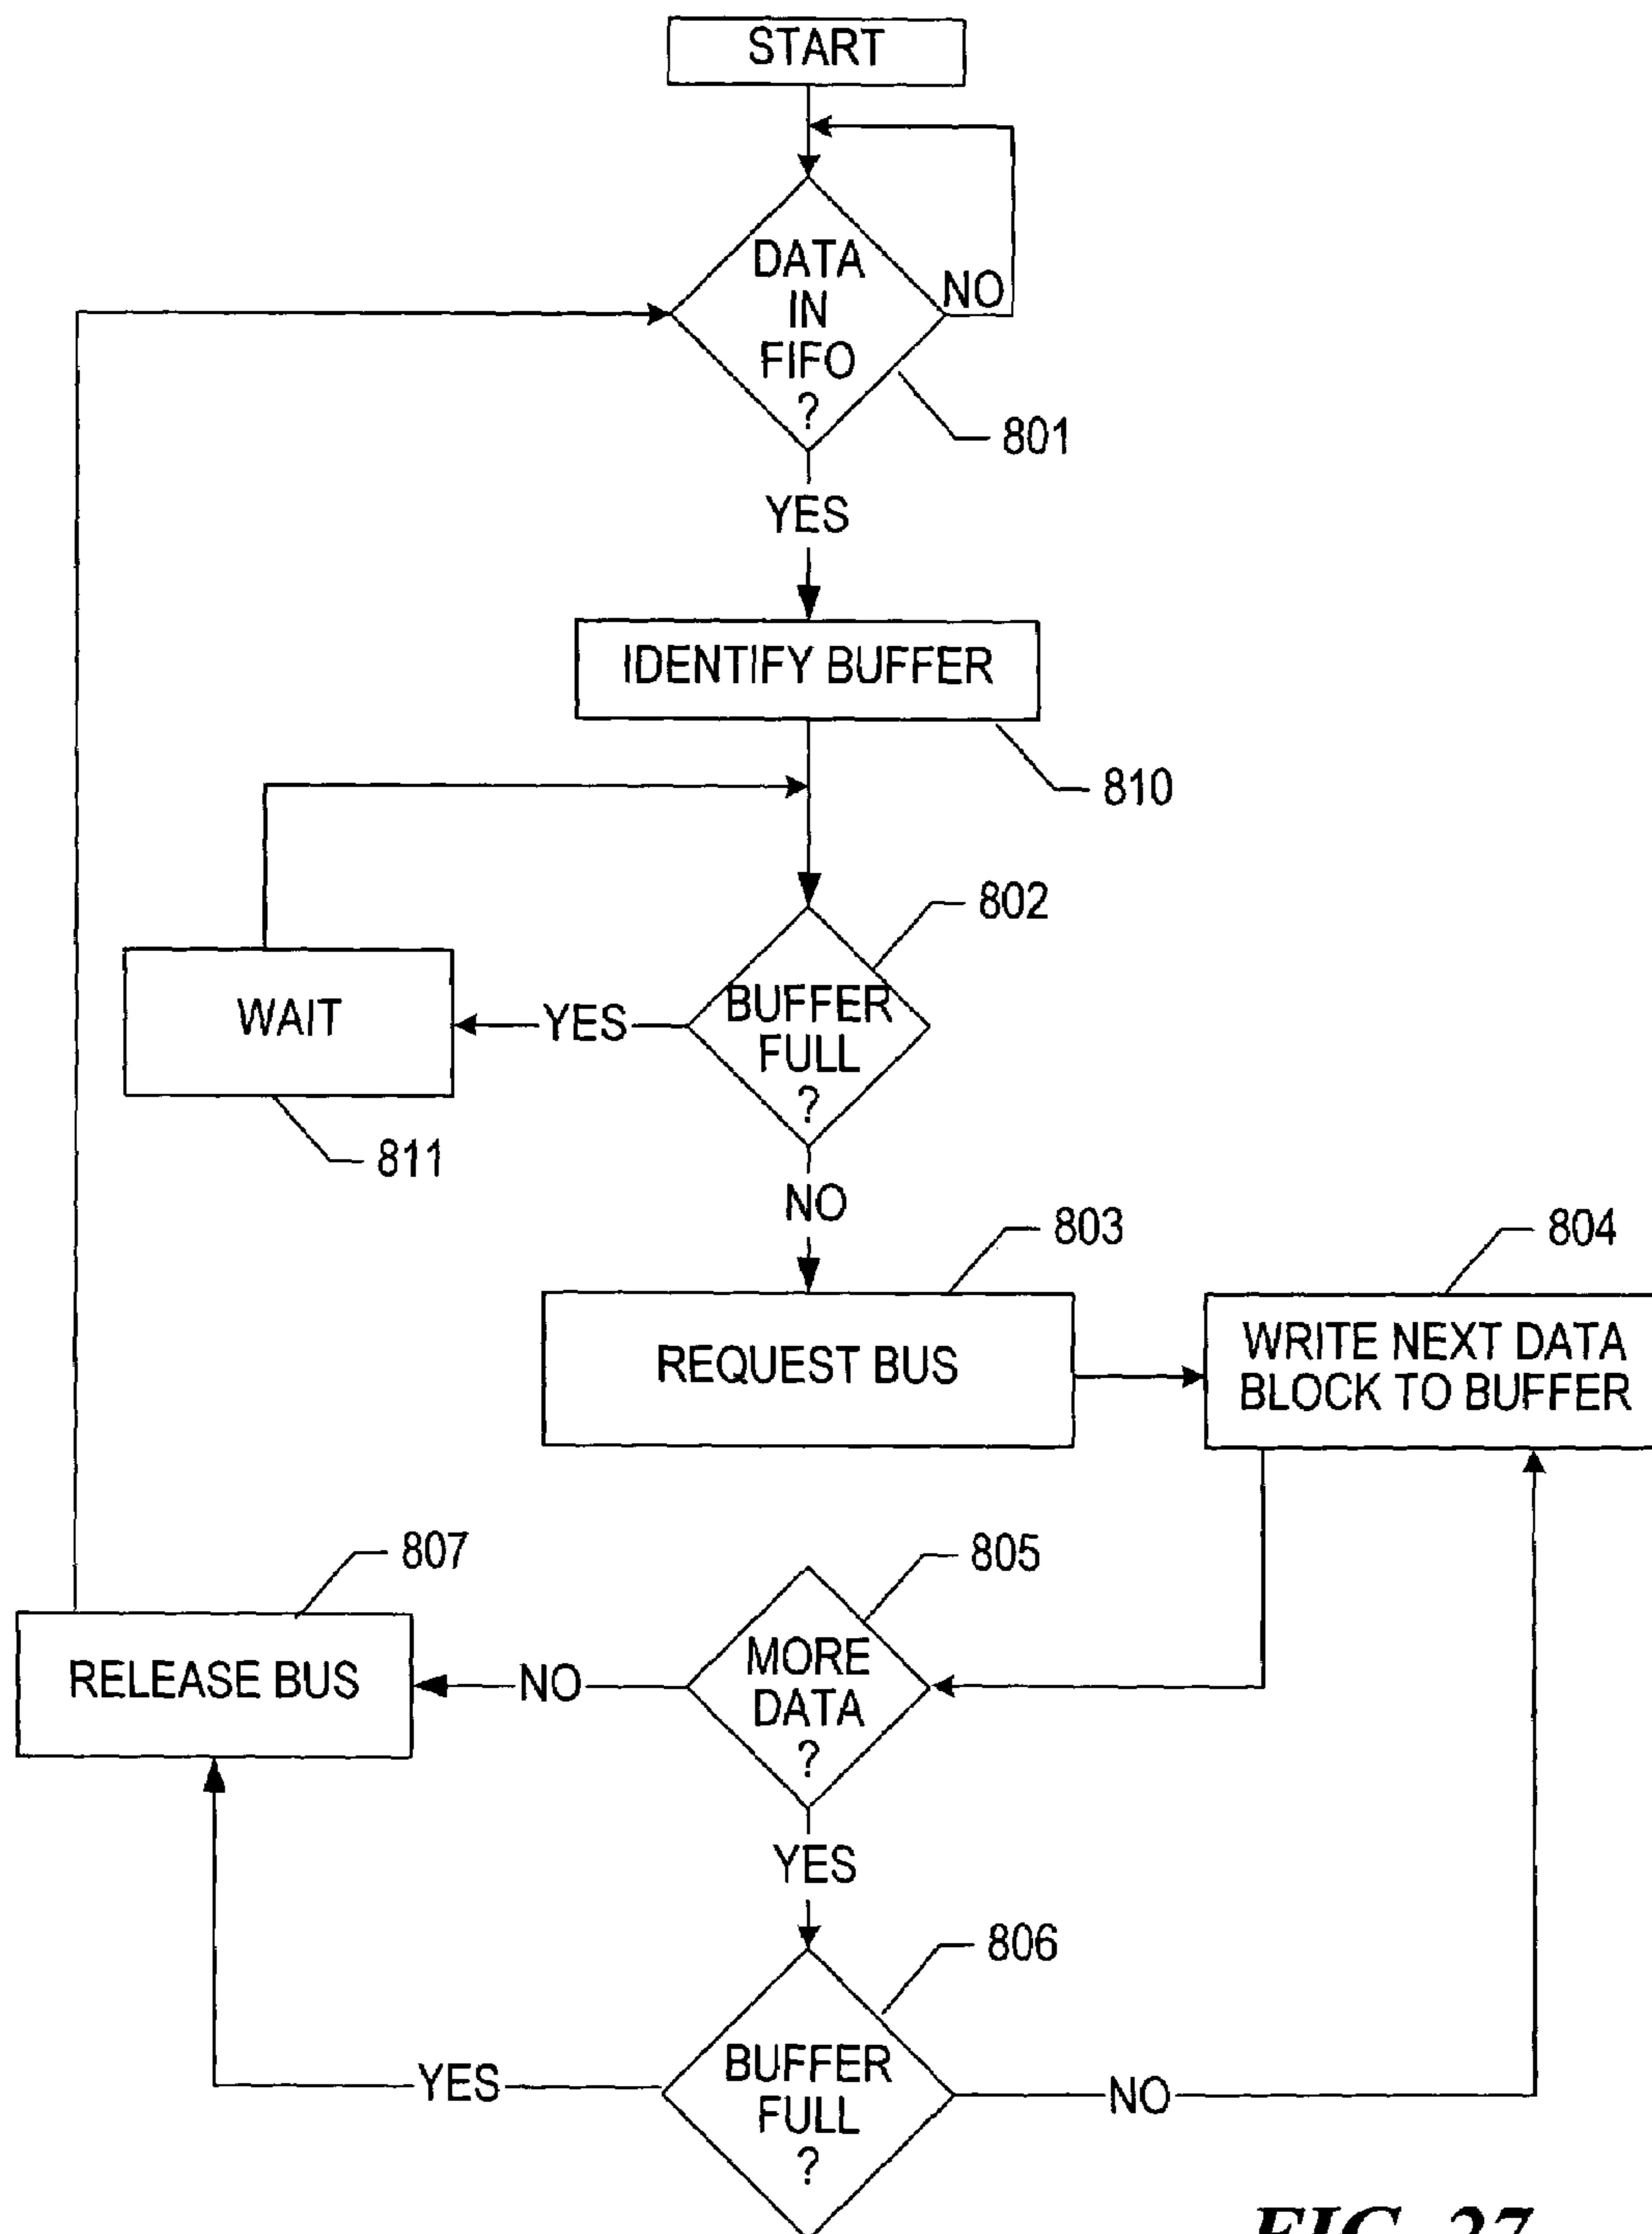 START
DATA
IN
FIFO
?
NO
801
YES
IDENTIFY BUFFER
810
802
BUFFER
FULL
?
YES
WAIT
811
NO
803
804
REQUEST BUS
WRITE NEXT DATA
BLOCK TO BUFFER
807
805
RELEASE BUS
NO
MORE
DATA
?
YES
806
BUFFER
FULL
?
YES
NO
FIG. 27